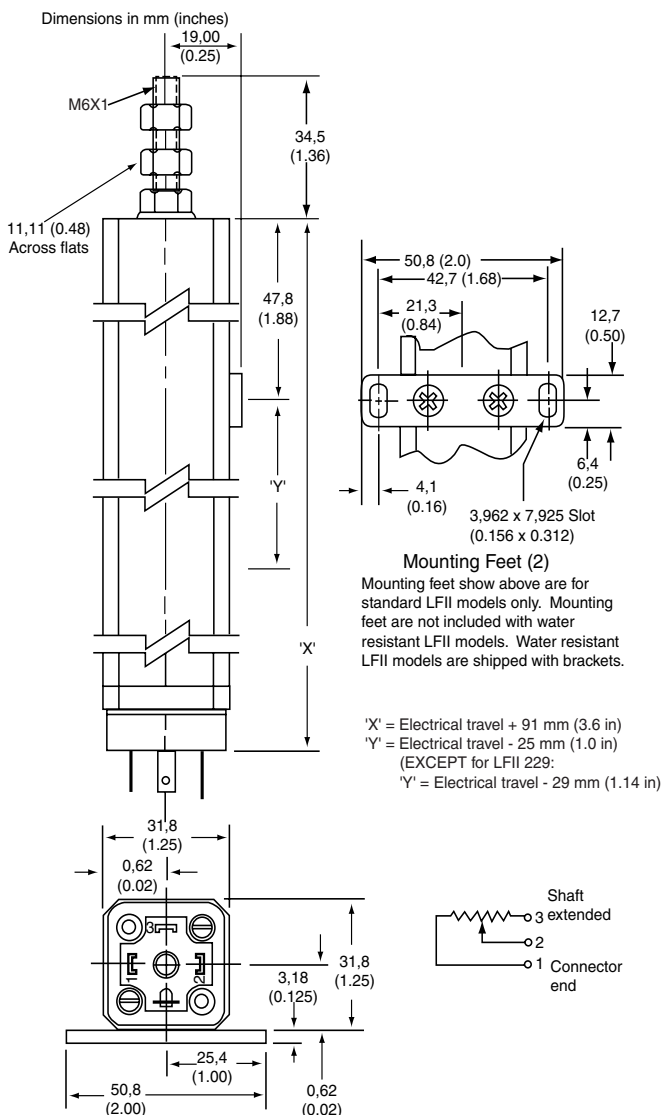 Dimensions in mm (inches)
19,00
(0.25)
M6X1
34,5
(1.36)
11,11 (0.48)
Across flats
47,8
(1.88)
'Y'
'X'
50,8 (2.0)
42,7 (1.68)
21,3
(0.84)
12,7
(0.50)
6,4
(0.25)
4,1
(0.16)
3,962 x 7,925 Slot
(0.156 x 0.312)
Mounting Feet (2)
Mounting feet show above are for
standard LFII models only. Mounting
feet are not included with water
resistant LFII models. Water resistant
LFII models are shipped with brackets.
'X' = Electrical travel + 91 mm (3.6 in)
'Y' = Electrical travel - 25 mm (1.0 in)
(EXCEPT for LFII 229:
'Y' = Electrical travel - 29 mm (1.14 in)
31,8
(1.25)
0,62
(0.02)
3
1
2
31,8
(1.25)
3,18
(0.125)
25,4
(1.00)
50,8
(2.00)
0,62
(0.02)
Shaft
3 extended
2
1 Connector
end